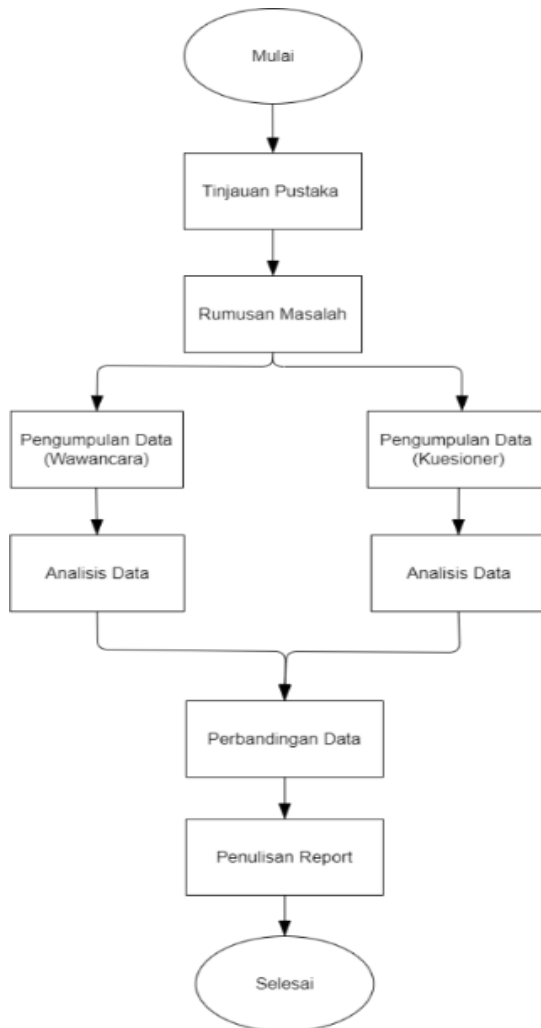 Mulai
Tinjauan Pustaka
Rumusan Masalah
Pengumpulan Data
(Wawancara)
Pengumpulan Data
(Kuesioner)
Analisis Data
Analisis Data
Perbandingan Data
Penulisan Report
Selesai